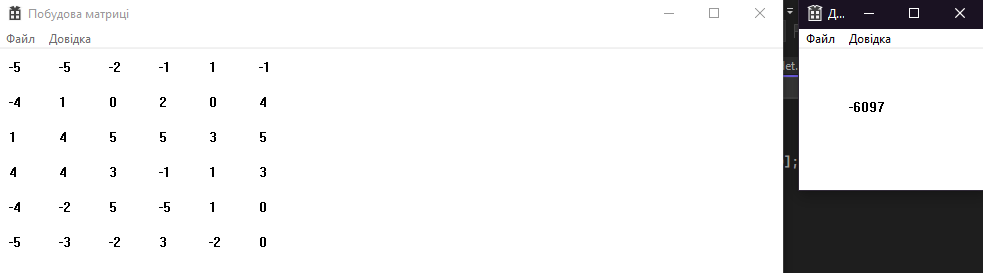 Побудова матриці
Файл Довідка
-5 -5 -2 -1 1 -1
-4 1 0 2 0 4
1 4 5 5 3 5
4 4 3 -1 1 3
-4 -2 5 -5 1 0
-5 -3 -2 3 -2 0
let.
];
Д...
Файл Довідка
-6097